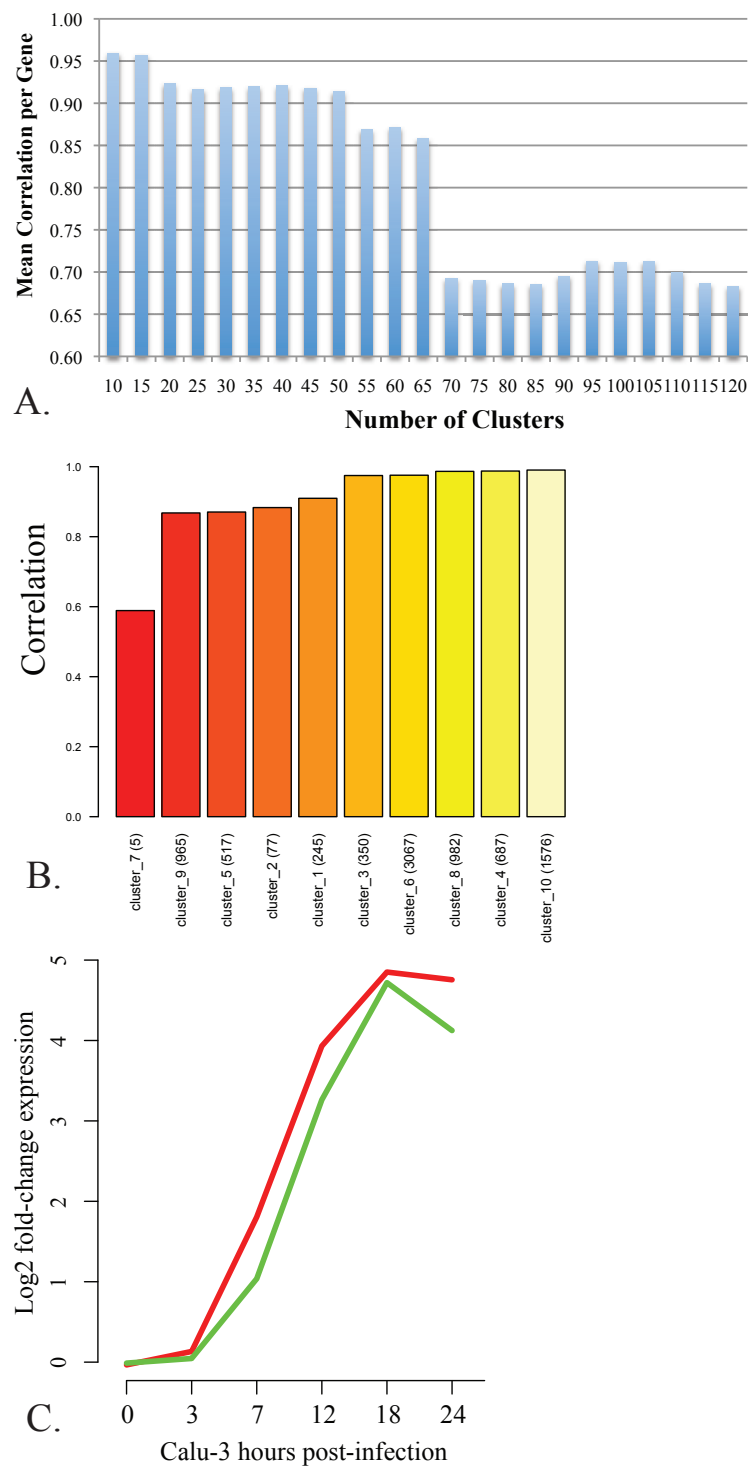 1.00
0.95
0.90
0.85
0.80
0.75
0.70
0.65
0.60
Mean Correlation per Gene
10 15 20 25 30 35 40 45 50 55 60 65 70 75 80 85 90 95 100 105 110 115 120
Number of Clusters
A.
1.0
0.8
0.6
0.4
0.2
0.0
Correlation
cluster_7 (5)
cluster_9 (965)
cluster_5 (517)
cluster_2 (77)
cluster_1 (245)
cluster_3 (350)
cluster_6 (3067)
cluster_8 (982)
cluster_4 (687)
cluster_10 (1576)
B.
5
4
3
2
1
0
Log2 fold-change expression
0 3 7 12 18 24
Calu-3 hours post-infection
C.